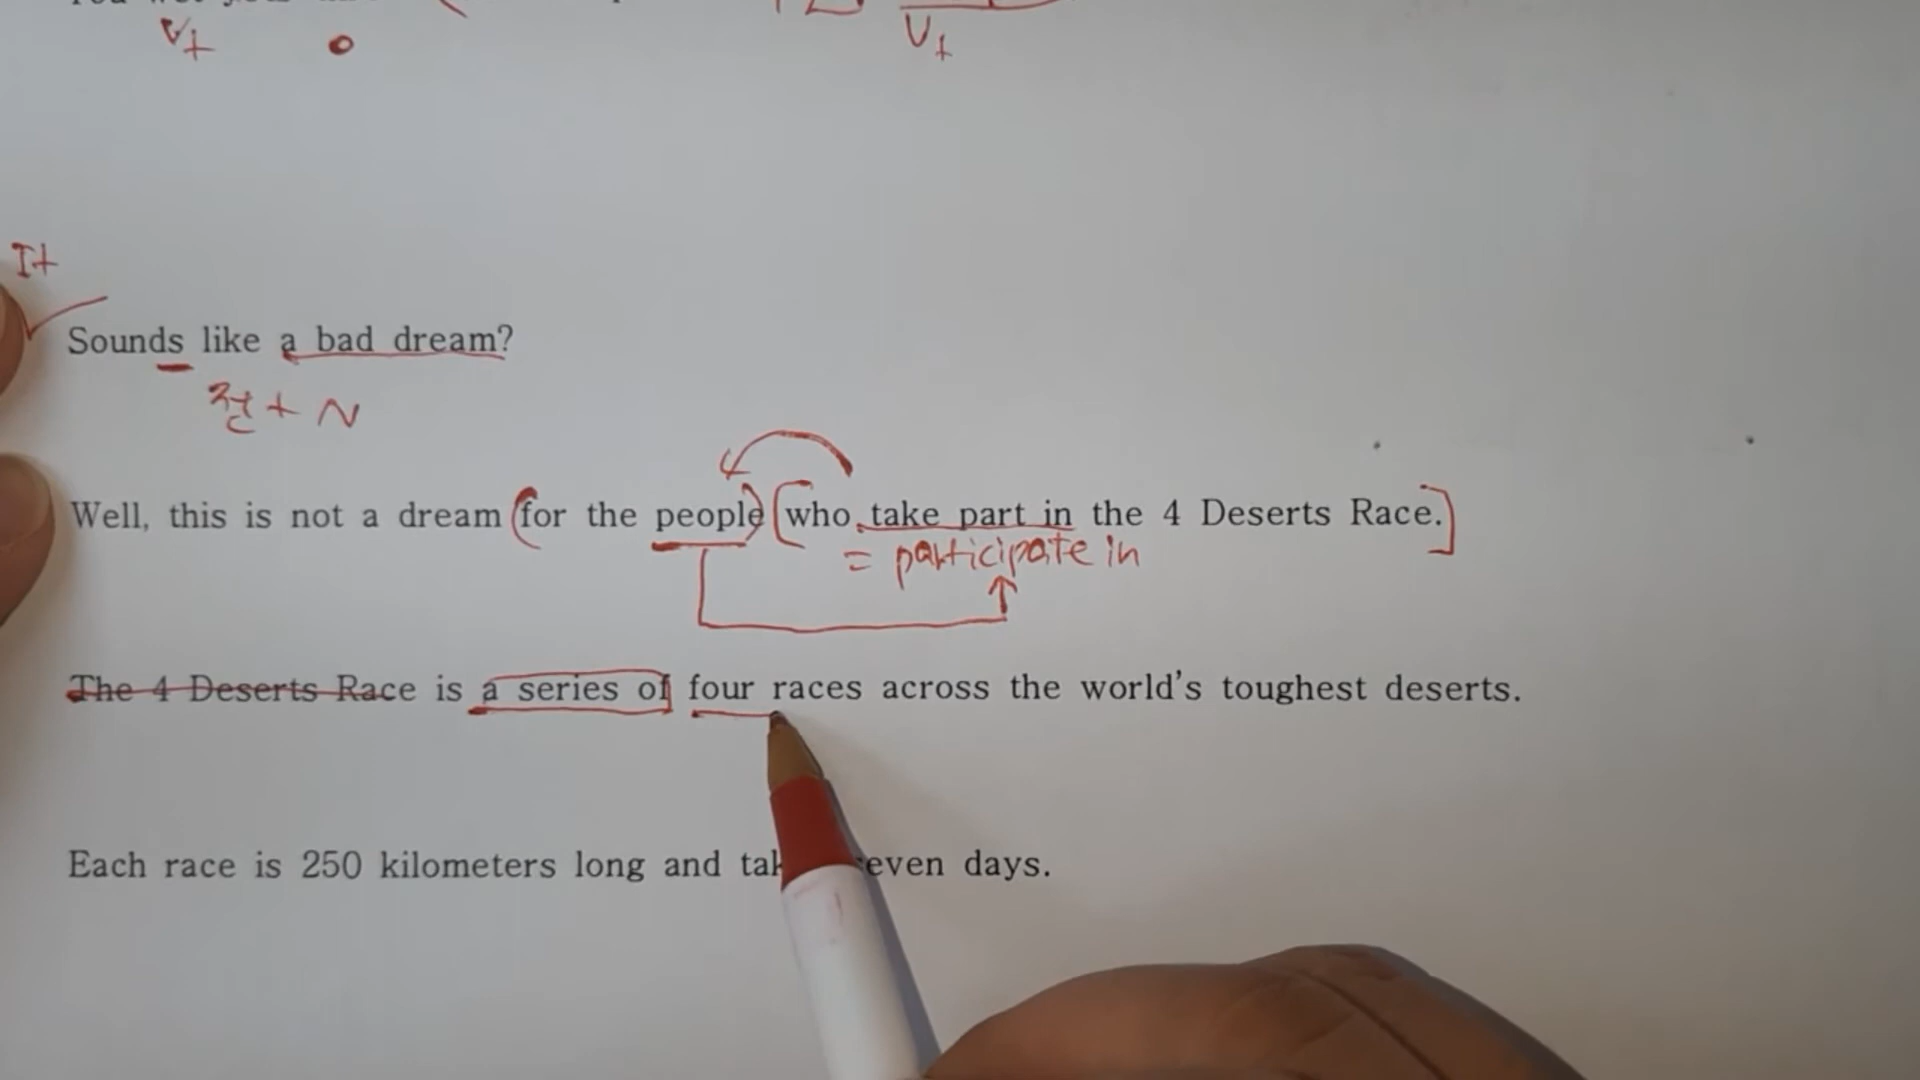 V+
V+
It
Sounds like a bad dream?
전+ N
Well, this is not a dream (for the people) [who take part in the 4 Deserts Race.]
= participate in
The 4 Deserts Race is a series of four races across the world's toughest deserts.
Each race is 250 kilometers long and even days.